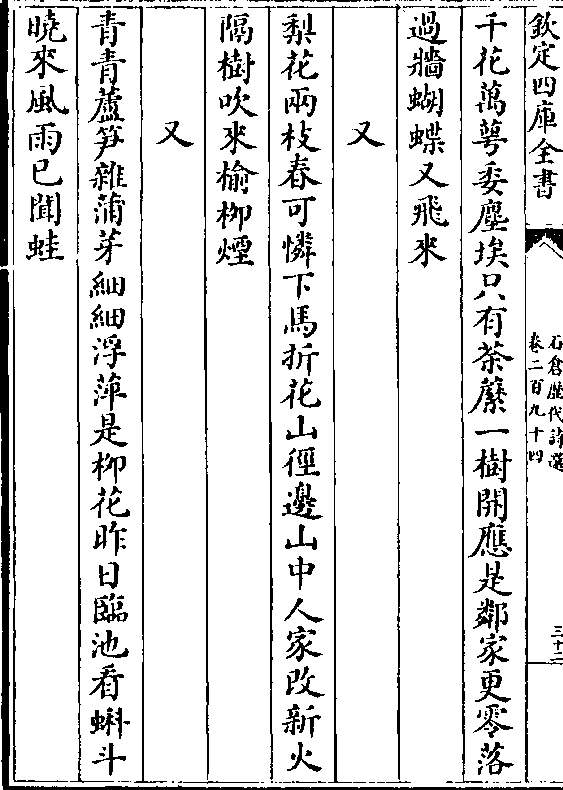 欽定四庫全書
石倉歴代詩選
卷二百九十四
三十二
千花萬蕚委塵埃只有荼蘼一樹開應是鄰家更零落
過牆蝴蝶又飛來
又
梨花兩枝春可憐下馬折花山徑邊山中人家改新火
隔樹吹來榆柳煙
又
青青蘆笋雜蒲芽細細浮萍是柳花昨日臨池看蝌斗
曉來風雨已聞蛙